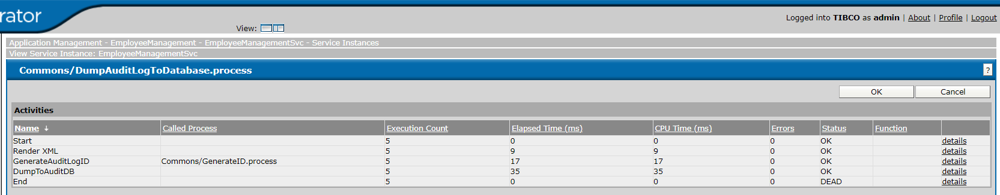 rator
Logged into TIBCO as admin | About | Profile | Logout
View:
Application Management - EmployeeManagement - EmployeeManagementSvc - Service Instances
View Service Instance: EmployeeManagementSvc
Commons/DumpAuditLogToDatabase.process
?
OK Cancel
Activities
Name Called Process Execution Count Elapsed Time (ms) CPU Time (ms) Errors Status Function
Start 5 0 0 0 OK details
Render XML 5 9 9 0 OK details
GenerateAuditLogID Commons/GenerateID.process 5 17 17 0 OK details
DumpToAuditDB 5 35 35 0 OK details
End 5 0 0 0 DEAD details